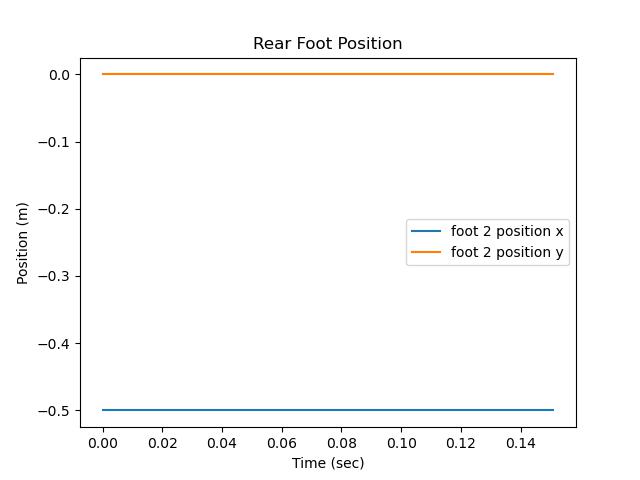 Rear Foot Position
Position (m)
0.0
−0.1
−0.2
−0.3
−0.4
−0.5
foot 2 position x
foot 2 position y
0.00 0.02 0.04 0.06 0.08 0.10 0.12 0.14
Time (sec)